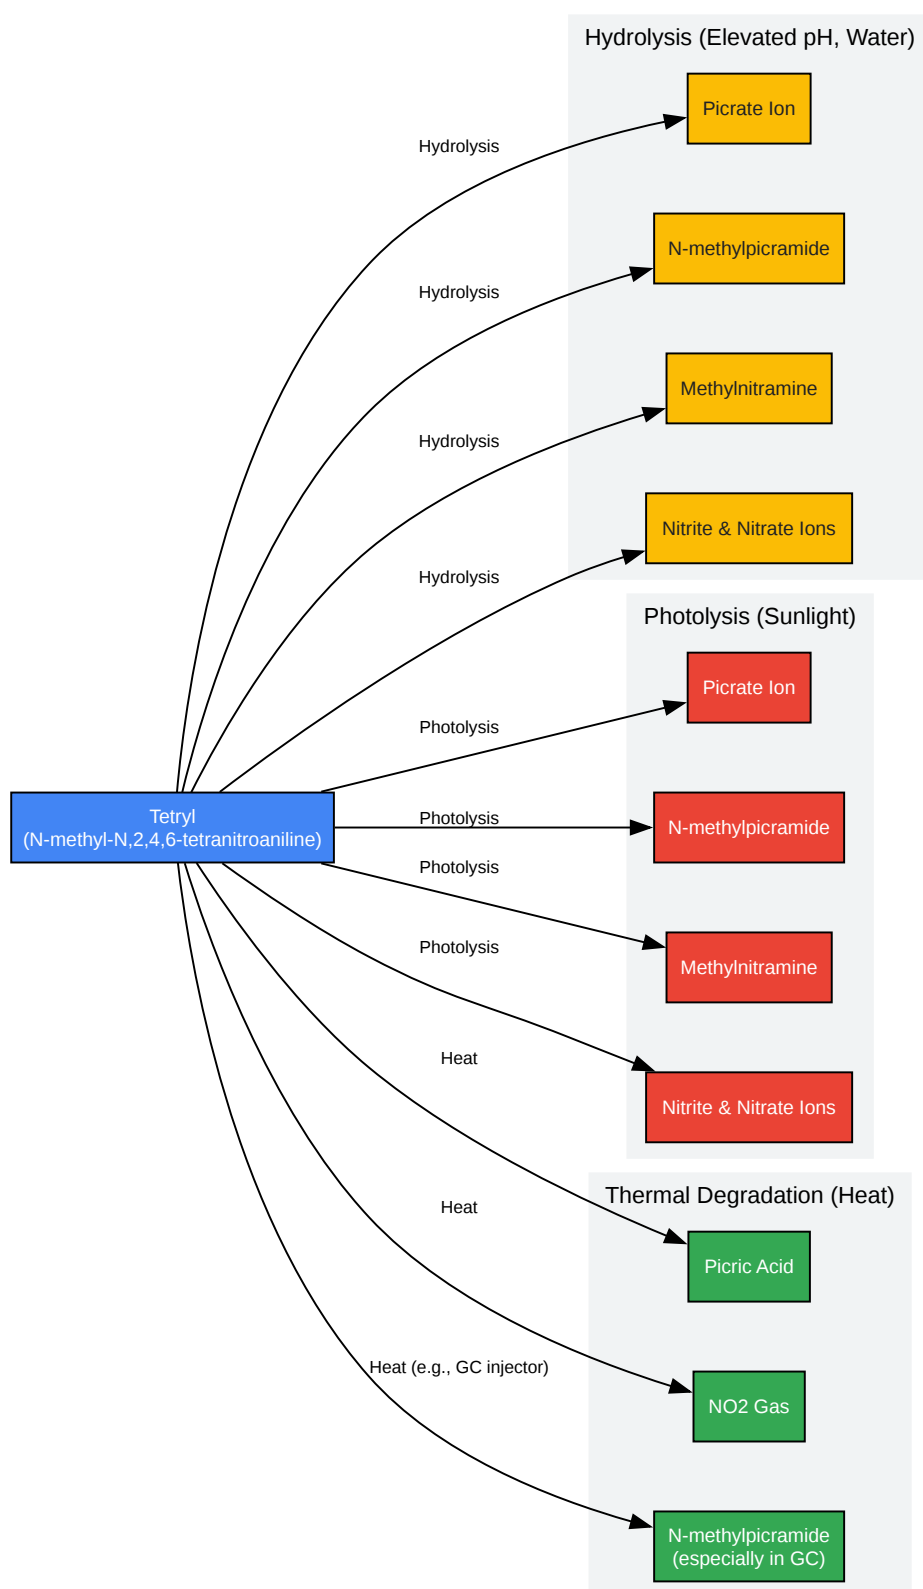 Hydrolysis (Elevated pH, Water)
Picrate Ion
Hydrolysis
N-methylpicramide
Hydrolysis
Methylnitramine
Hydrolysis
Nitrite & Nitrate Ions
Hydrolysis
Photolysis (Sunlight)
Picrate Ion
Photolysis
Tetryl
(N-methyl-N,2,4,6-tetranitroaniline)
Photolysis
N-methylpicramide
Photolysis
Photolysis
Methylnitramine
Heat
Nitrite & Nitrate Ions
Thermal Degradation (Heat)
Heat
Picric Acid
Heat (e.g., GC injector)
NO2 Gas
N-methylpicramide
(especially in GC)